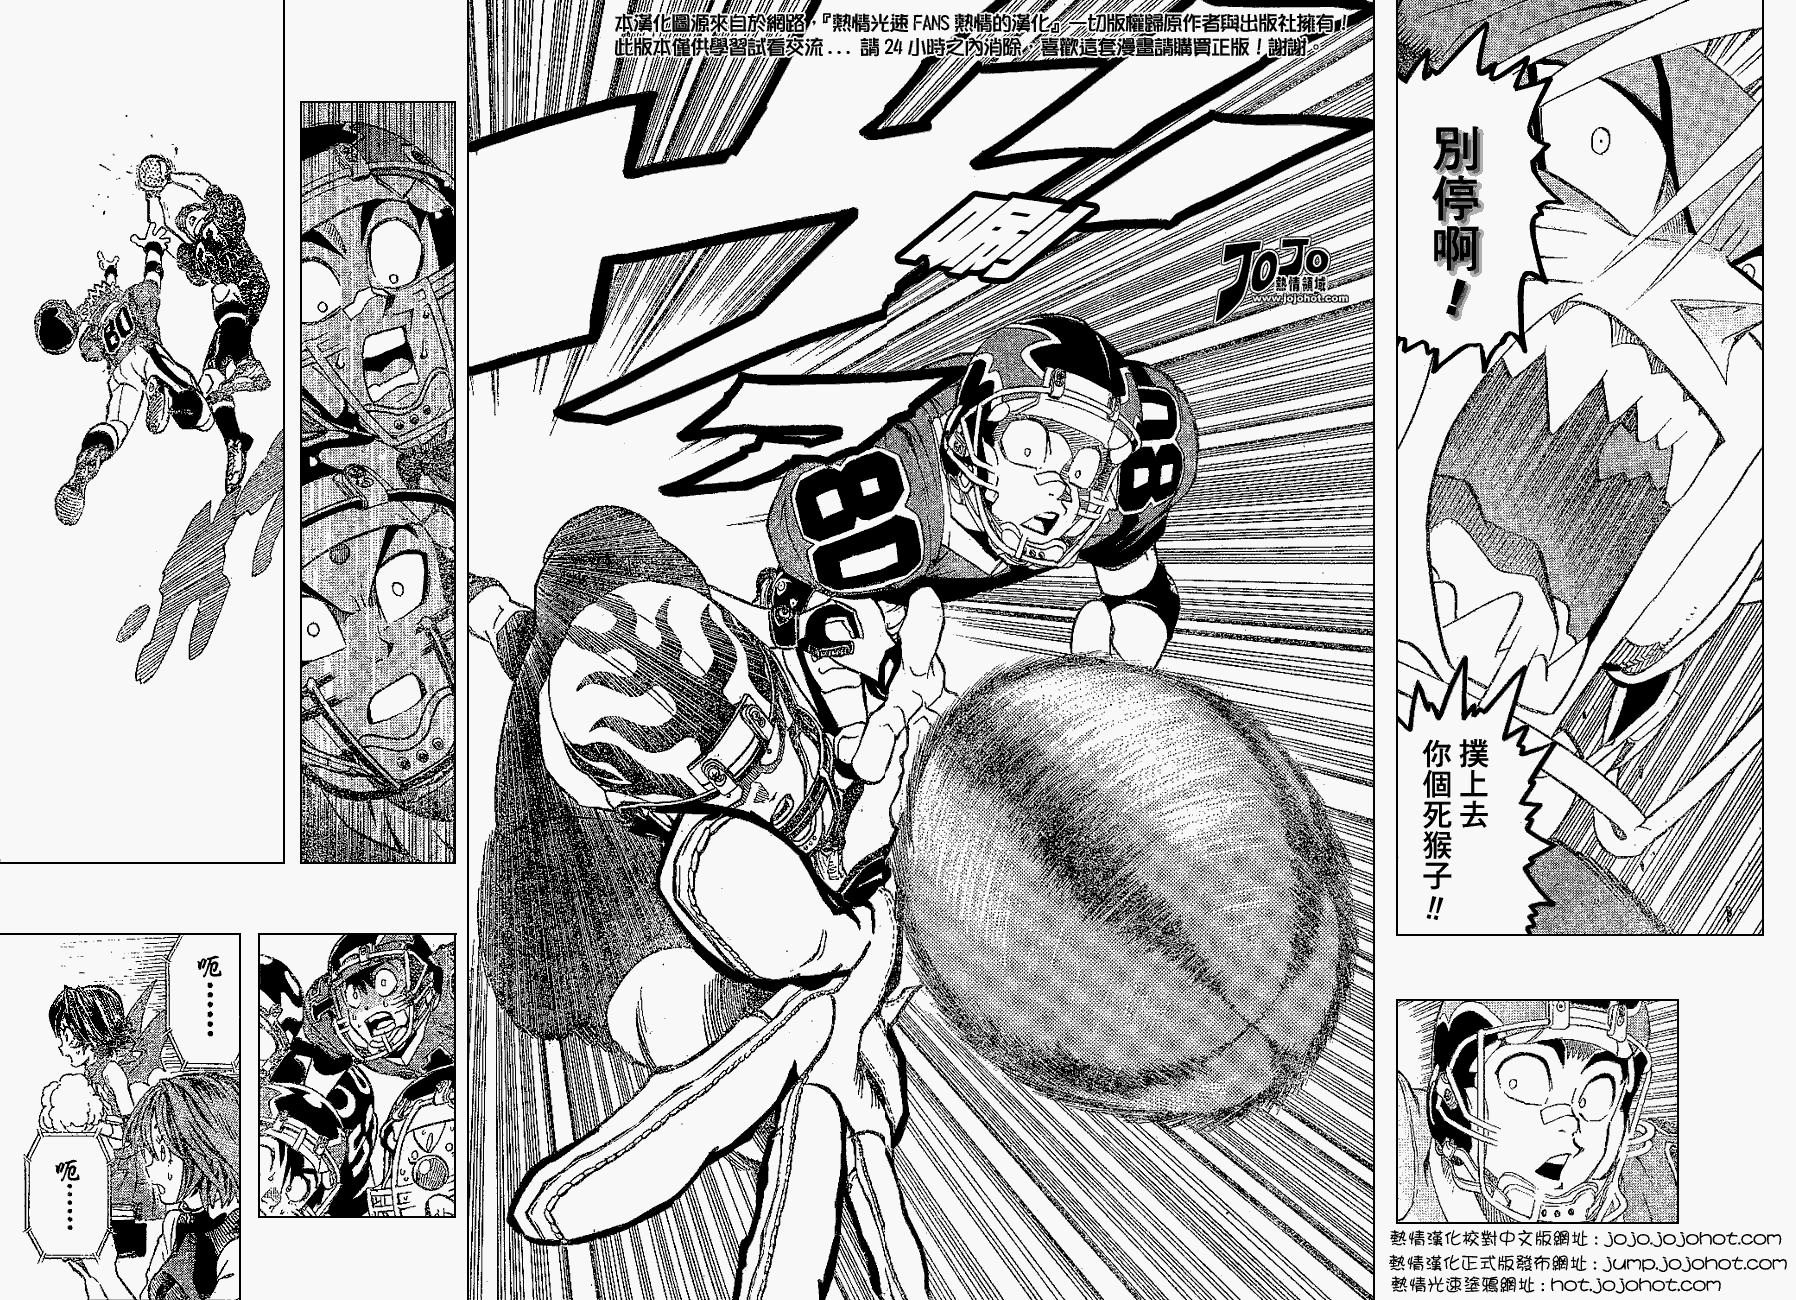 本漢化圖源來自於網路，『熱情光速 FANS 熱情的漢化』一切版權歸原作者與出版社擁有！
此版本僅供學習試看交流... 請 24 小時之內消除，喜歡這套漫畫請購買正版！謝謝。
別停啊！
撲上去
你個死猴子!!
唰
JOJO
熱情領域
www.jojohot.com
80
80
80
呃……
呃……
熱情漢化校對中文版網址：jojo.jojohot.com
熱情漢化正式版發布網址：jump.jojohot.com
熱情光速塗鴉網址：hot.jojohot.com